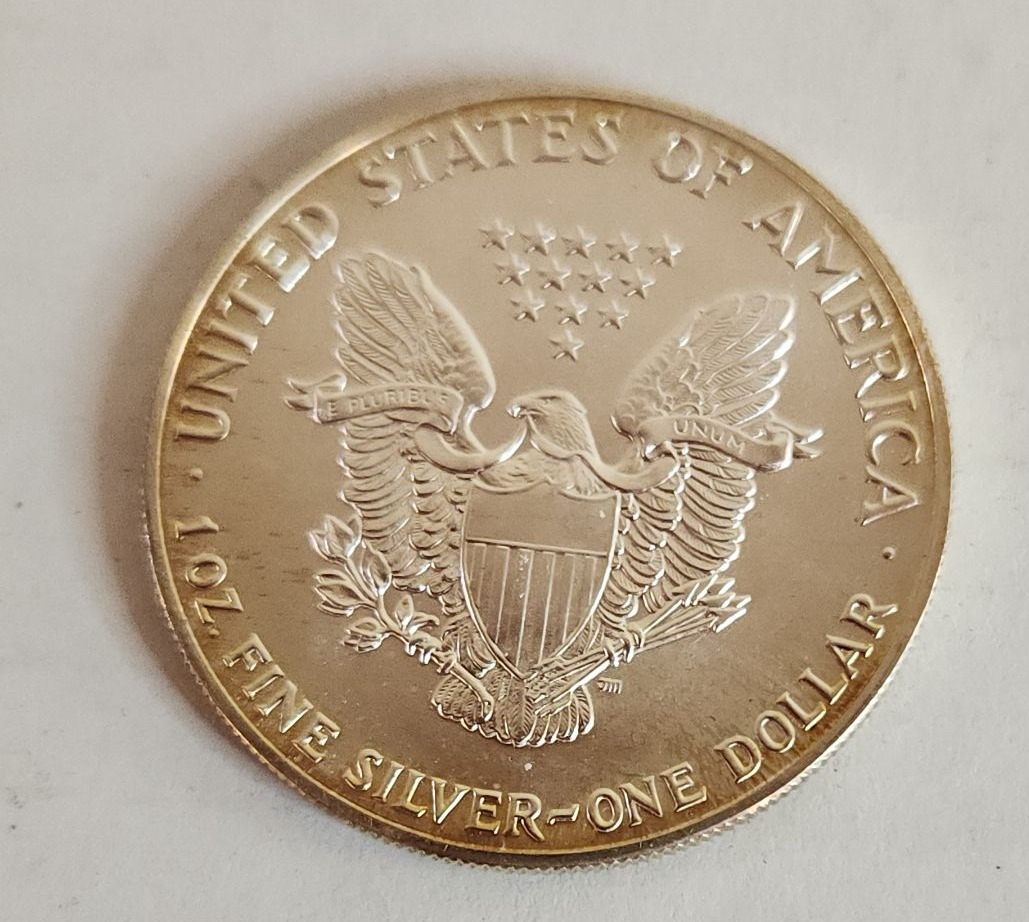 UNITED STATES OF AMERICA
E PLURIBUS UNUM
· 1 OZ. FINE SILVER~ONE DOLLAR ·